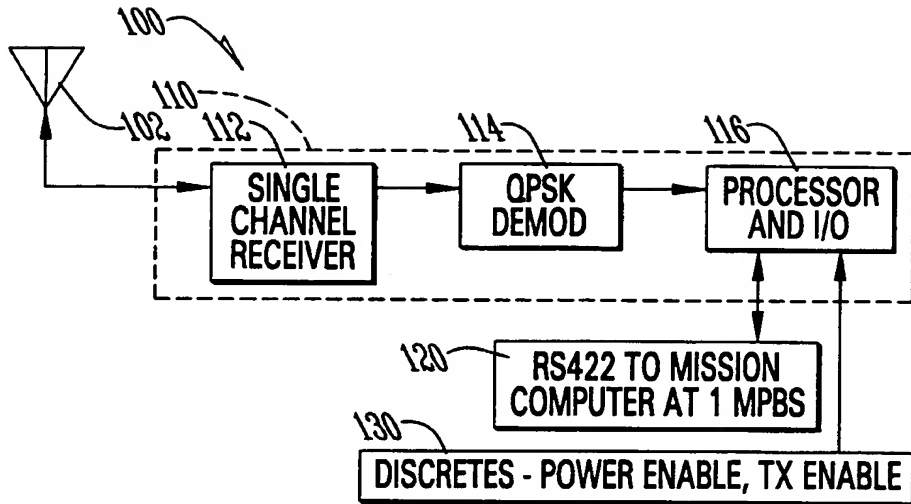 100
102
110
112
114
116
SINGLE
CHANNEL
RECEIVER
QPSK
DEMOD
PROCESSOR
AND I/O
120
RS422 TO MISSION
COMPUTER AT 1 MPBS
130
DISCRETES - POWER ENABLE, TX ENABLE